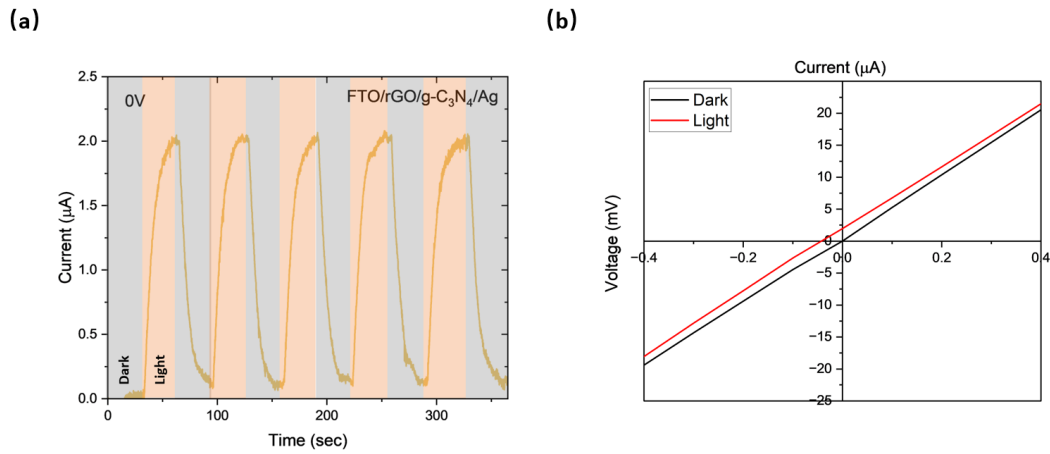 (a)
2.5
2.0
1.5
1.0
0.5
0.0
Current (μA)
0V
FTO/rGO/g-C₃N₄/Ag
Dark
Light
0
100
200
300
Time (sec)
(b)
Current (μA)
Dark
Light
20
15
10
5
0
−5
−10
−15
−20
−25
−0.4
−0.2
0.0
0.2
0.4
Voltage (mV)